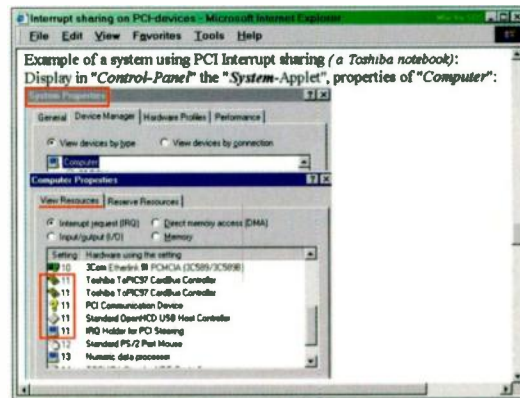 Interrupt sharing on PCI-devices - Microsoft Internet Explorer
File Edit View Favorites Tools Help
Example of a system using PCI Interrupt sharing ( a Toshiba notebook):
Display in "Control-Panel" the "System-Applet", properties of "Computer":
System Properties
General Device Manager Hardware Profiles Performance
View devices by type View devices by connection
Computer
Computer Properties
View Resources Reserve Resources
Interrupt request (IRQ) Direct memory access (DMA)
Input/output (I/O) Memory
Setting Hardware using the setting
10 3Com Etherlink III PCMCIA (3C589/3C589B)
11 Toshiba ToPIC97 CardBus Controller
11 Toshiba ToPIC97 CardBus Controller
11 PCI Communication Device
11 Standard OpenHCD USB Host Controller
11 IRQ Holder for PCI Steering
12 Standard PS/2 Port Mouse
13 Numeric data processor